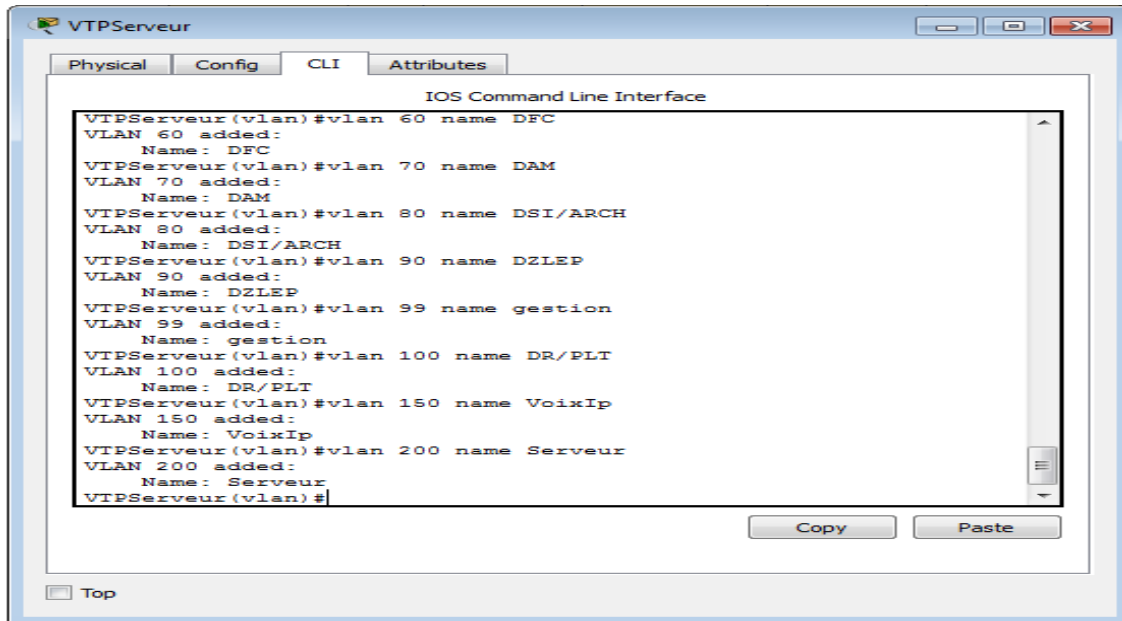 VTPServeur
Physical Config CLI Attributes
IOS Command Line Interface
VTPServeur(vlan)#vlan 60 name DFC
VLAN 60 added:
Name: DFC
VTPServeur(vlan)#vlan 70 name DAM
VLAN 70 added:
Name: DAM
VTPServeur(vlan)#vlan 80 name DSI/ARCH
VLAN 80 added:
Name: DSI/ARCH
VTPServeur(vlan)#vlan 90 name DZLEP
VLAN 90 added:
Name: DZLEP
VTPServeur(vlan)#vlan 99 name gestion
VLAN 99 added:
Name: gestion
VTPServeur(vlan)#vlan 100 name DR/PLT
VLAN 100 added:
Name: DR/PLT
VTPServeur(vlan)#vlan 150 name VoixIp
VLAN 150 added:
Name: VoixIp
VTPServeur(vlan)#vlan 200 name Serveur
VLAN 200 added:
Name: Serveur
VTPServeur(vlan)#
Copy Paste
Top